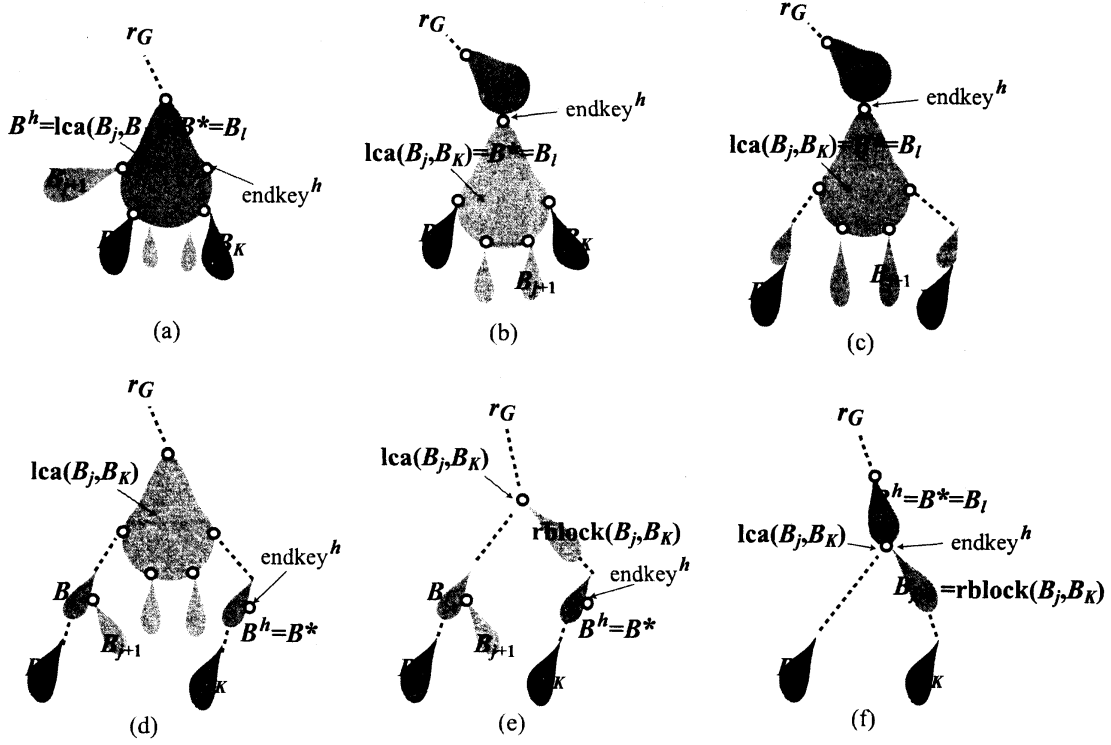 r_G
B^h=lca(B_j,B B*=B_l
B_j+1
endkey^h
B_K
(a)
r_G
endkey^h
lca(B_j,B_K)=B*=B_l
B_K
B_j+1
(b)
r_G
endkey^h
lca(B_j,B_K)=B*=B_l
B_j+1
(c)
r_G
lca(B_j,B_K)
endkey^h
B
B^h=B*
B_j+1
K
(d)
r_G
lca(B_j,B_K)
rblock(B_j,B_K)
endkey^h
B
B^h=B*
B_j+1
K
(e)
r_G
h=B*=B_l
lca(B_j,B_K)
endkey^h
B =rblock(B_j,B_K)
K
(f)